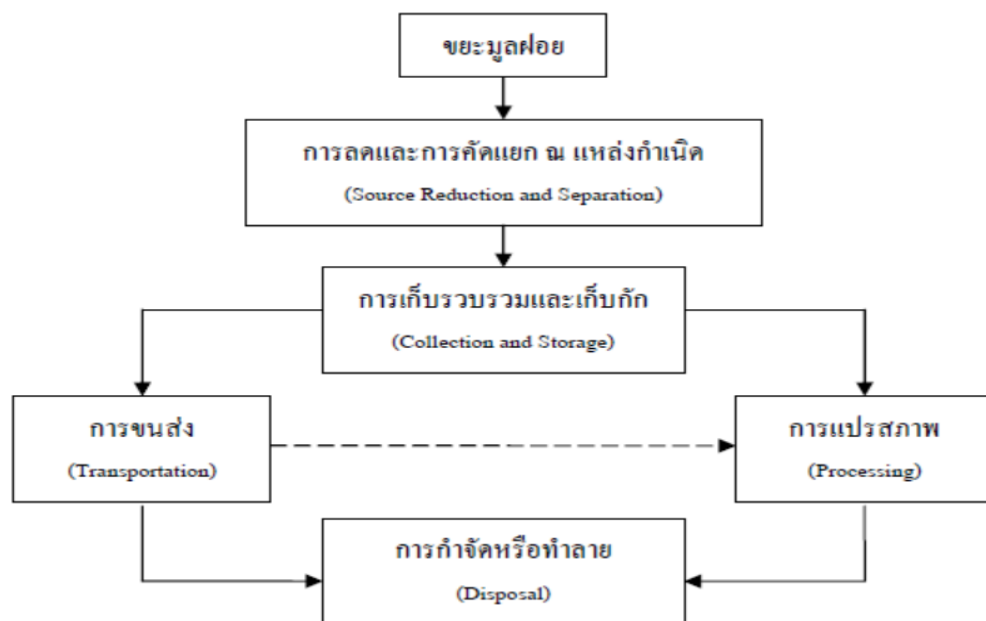 ขยะมูลฝอย
การลดและการคัดแยก ณ แหล่งกำเนิด
(Source Reduction and Separation)
การเก็บรวบรวมและเก็บกัก
(Collection and Storage)
การขนส่ง
(Transportation)
การแปรสภาพ
(Processing)
การกำจัดหรือทำลาย
(Disposal)